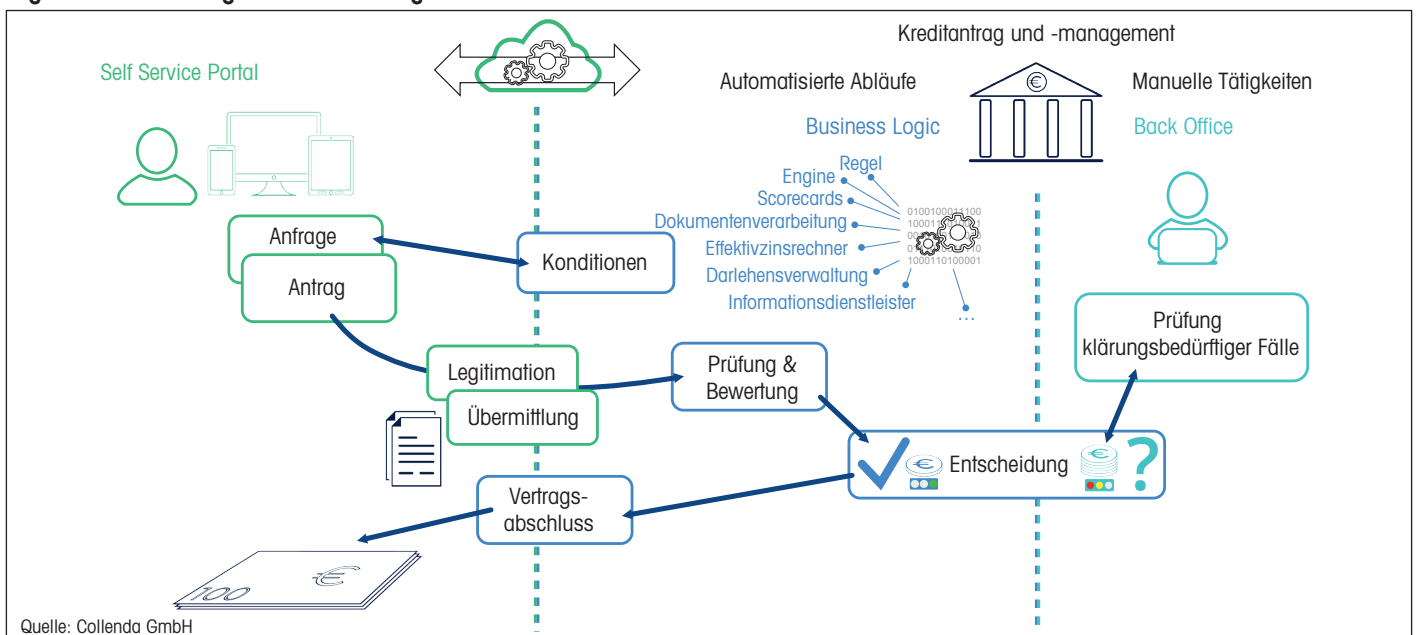 Kreditantrag und -management
Self Service Portal
Automatisierte Abläufe
€
Manuelle Tätigkeiten
Business Logic
Back Office
Regel
Engine
Scorecards
Dokumentenverarbeitung
Effektivzinsrechner
Darlehensverwaltung
Informationsdienstleister
...
0100100011100
1000110100001
Anfrage
Antrag
Konditionen
Prüfung
klärungsbedürftiger Fälle
Legitimation
Übermittlung
Prüfung &
Bewertung
€
Entscheidung
€
?
Vertrags-
abschluss
100
€
Quelle: Collenda GmbH